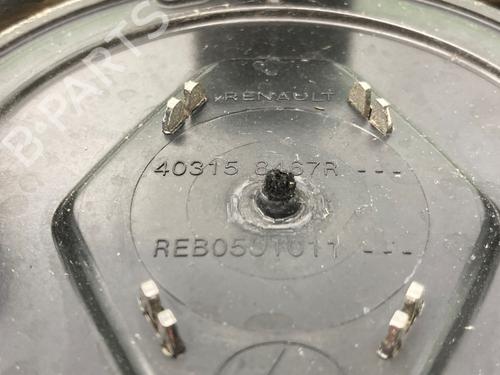 B-PARTS
RENAULT
40315 8467R ---
REB0501011 ---